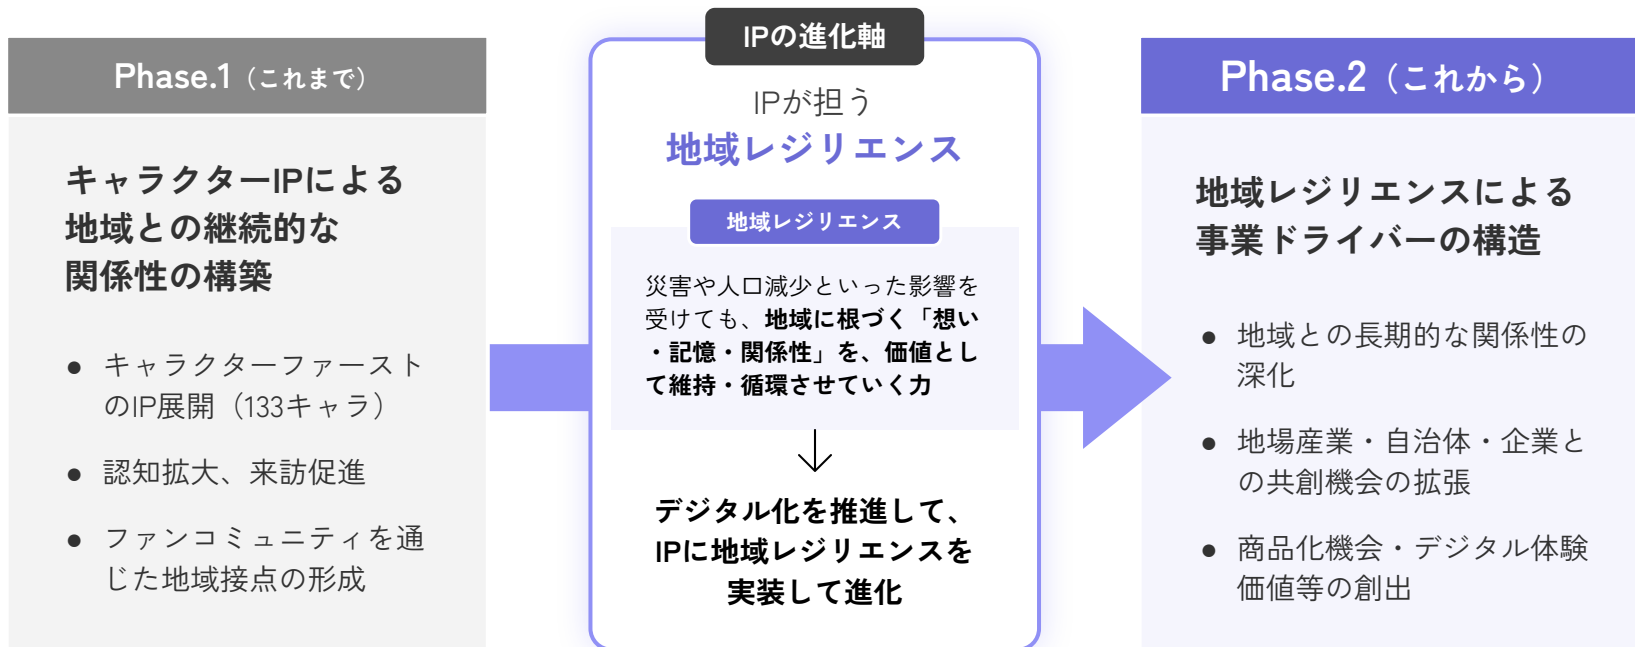 Phase.1（これまで）
キャラクターIPによる
地域との継続的な
関係性の構築
● キャラクターファースト
のIP展開（133キャラ）
● 認知拡大、来訪促進
● ファンコミュニティを通
じた地域接点の形成
IPの進化軸
IPが担う
地域レジリエンス
地域レジリエンス
災害や人口減少といった影響を
受けても、地域に根づく「想い
・記憶・関係性」を、価値とし
て維持・循環させていく力
デジタル化を推進して、
IPに地域レジリエンスを
実装して進化
Phase.2（これから）
地域レジリエンスによる
事業ドライバーの構造
● 地域との長期的な関係性の
深化
● 地場産業・自治体・企業と
の共創機会の拡張
● 商品化機会・デジタル体験
価値等の創出